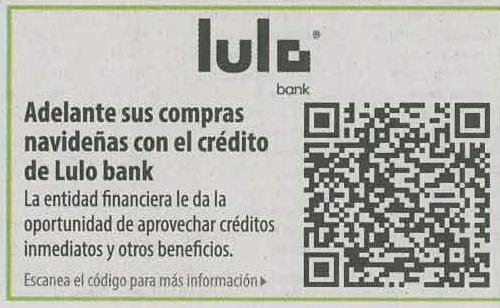 lulo®
bank
Adelante sus compras
navideñas con el crédito
de Lulo bank
La entidad financiera le da la
oportunidad de aprovechar créditos
inmediatos y otros beneficios.
Escanea el código para más información